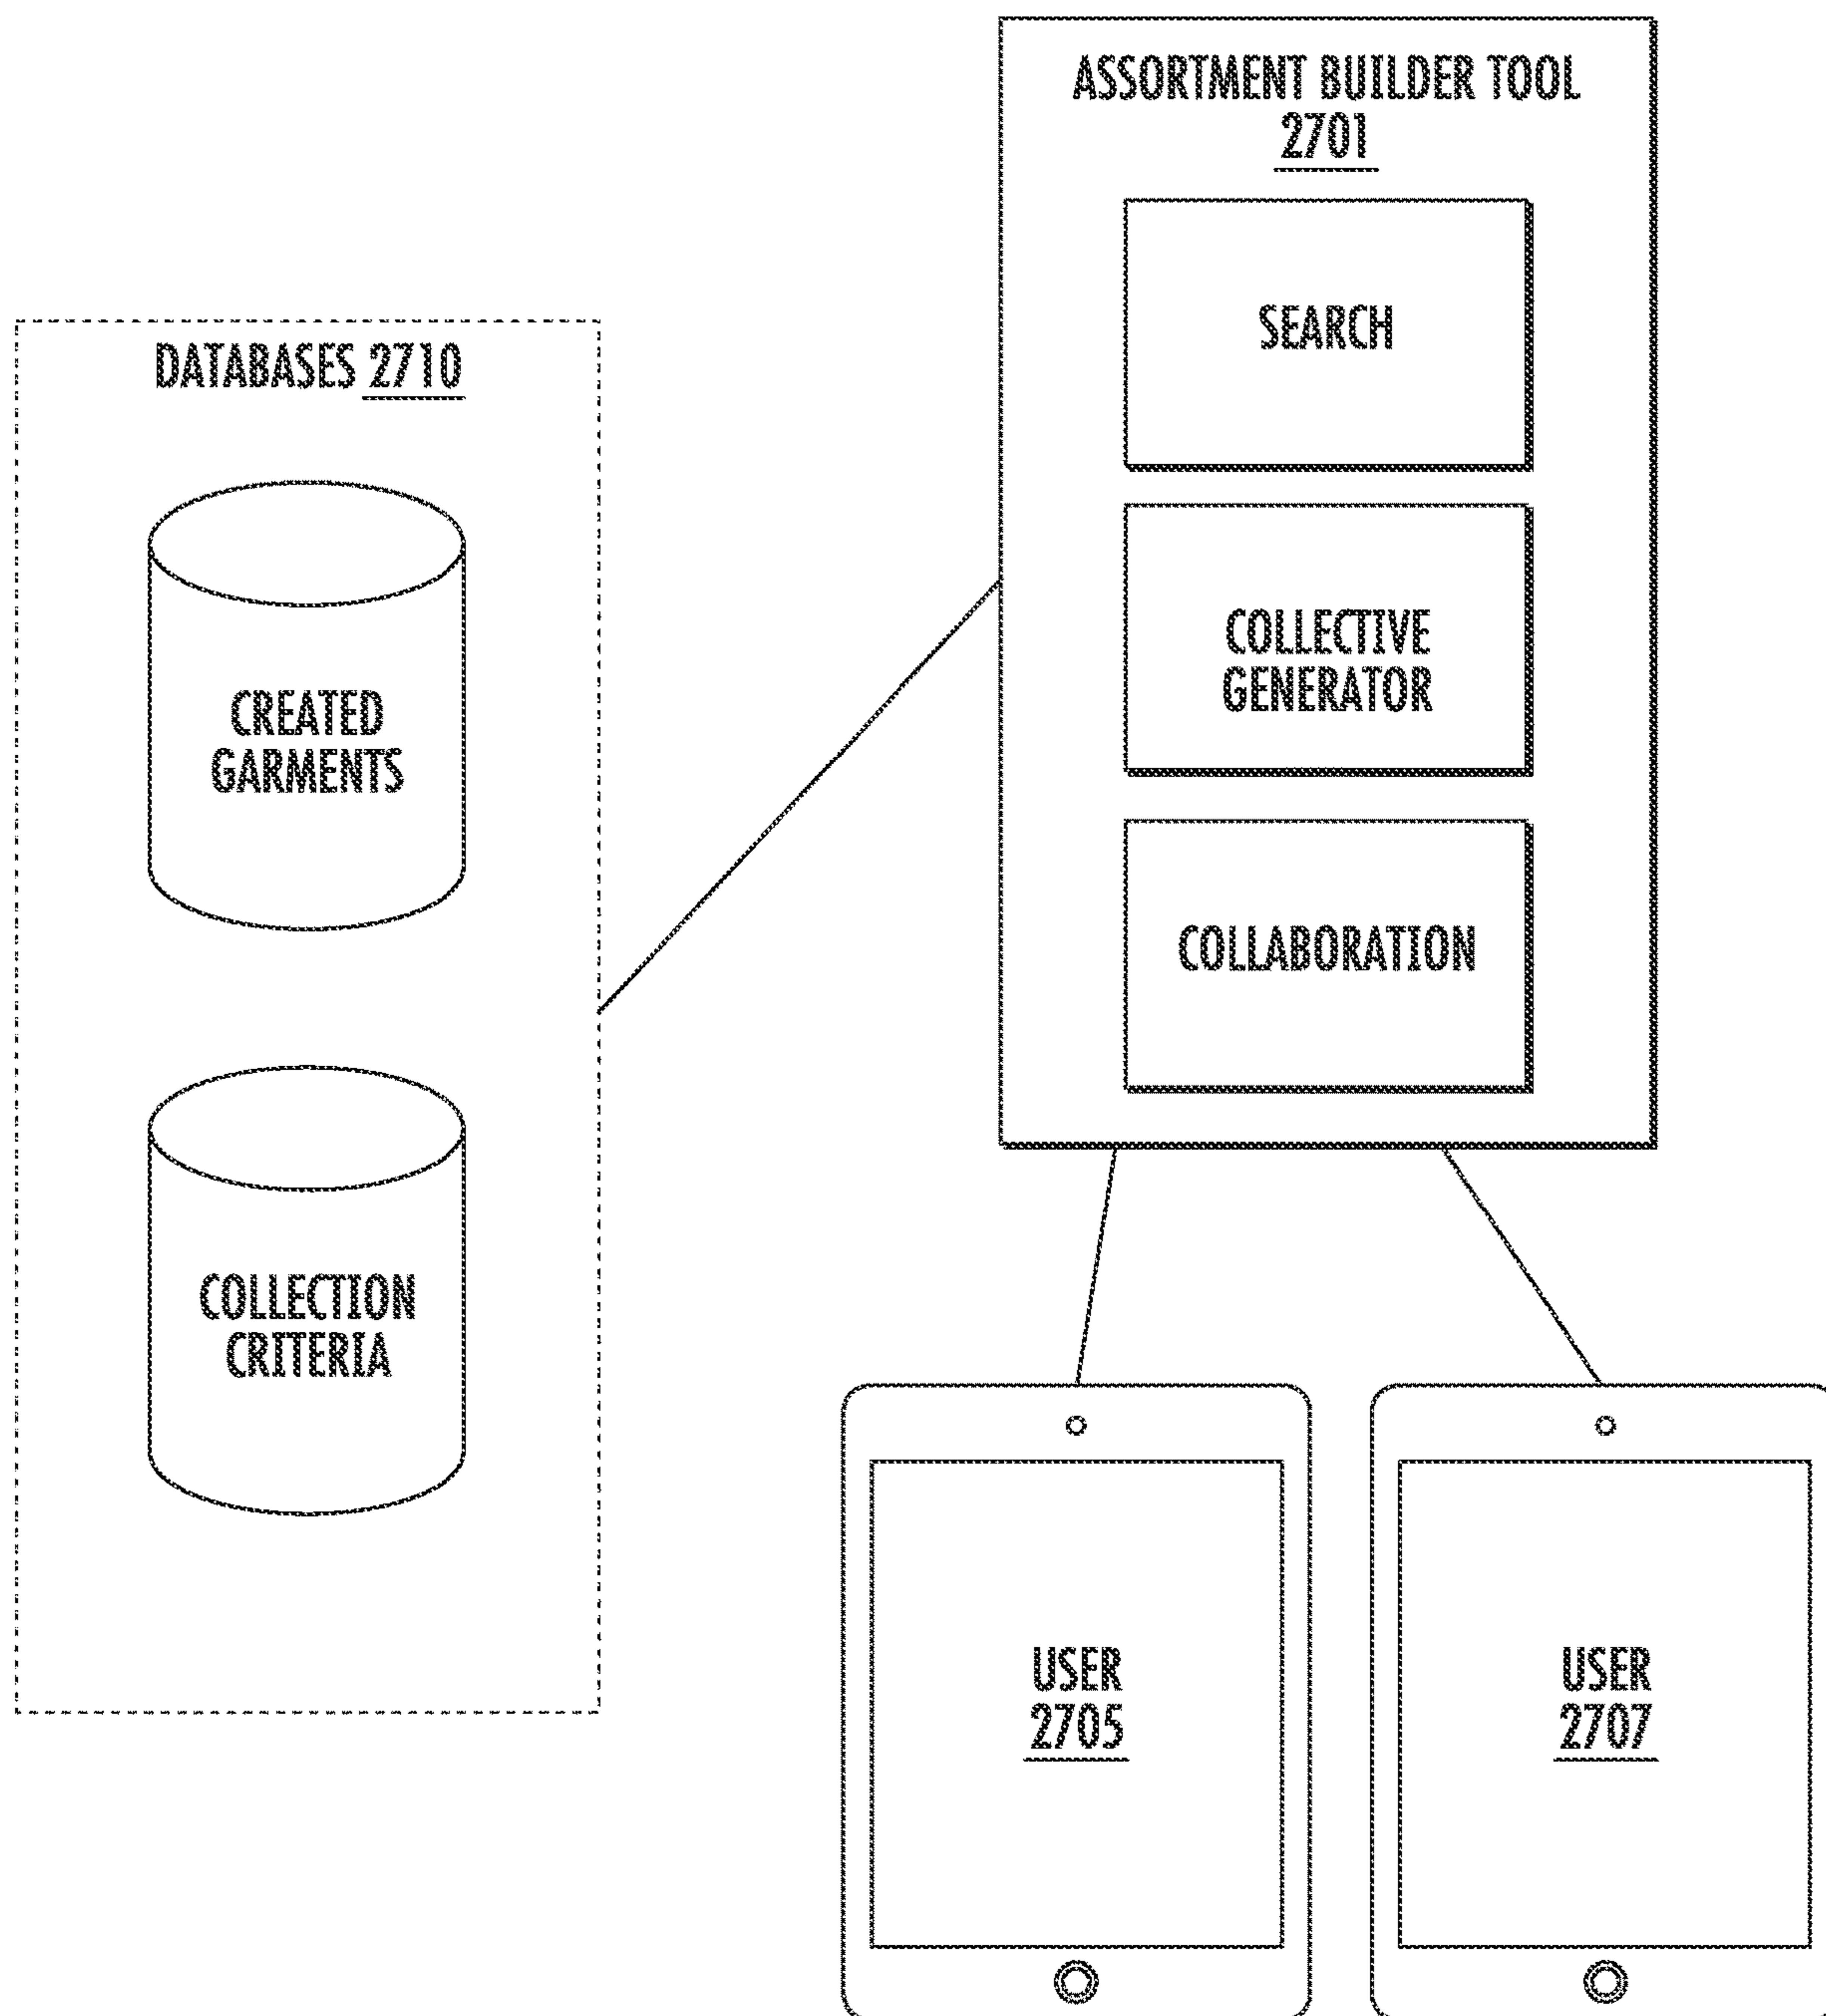 ASSORTMENT BUILDER TOOL
2701
SEARCH
COLLECTIVE
GENERATOR
COLLABORATION
DATABASES 2710
CREATED
GARMENTS
COLLECTION
CRITERIA
USER
2705
USER
2707